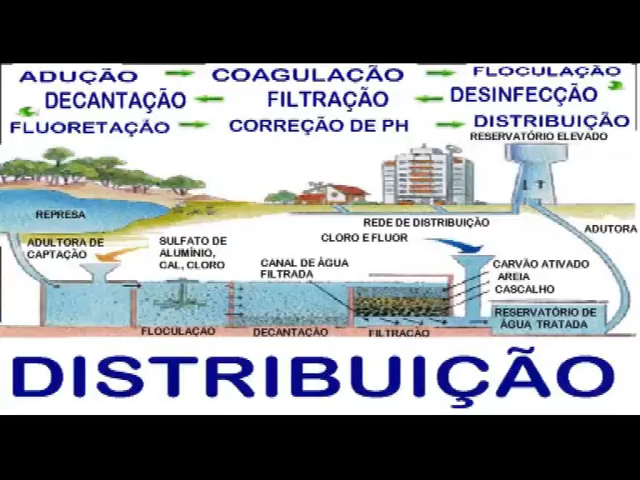 ADUÇÃO COAGULAÇÃO FLOCULAÇÃO
DECANTAÇÃO FILTRAÇÃO DESINFECÇÃO
FLUORETAÇÃO CORREÇÃO DE PH DISTRIBUIÇÃO
RESERVATÓRIO ELEVADO
REPRESA
REDE DE DISTRIBUIÇÃO
ADUTORA
ADULTORA DE
CAPTAÇÃO
SULFATO DE
ALUMÍNIO,
CAL, CLORO
CLORO E FLUOR
CANAL DE ÁGUA
FILTRADA
CARVÃO ATIVADO
AREIA
CASCALHO
RESERVATÓRIO DE
ÁGUA TRATADA
FLOCULAÇÃO
DECANTAÇÃO
FILTRAÇÃO
DISTRIBUIÇÃO